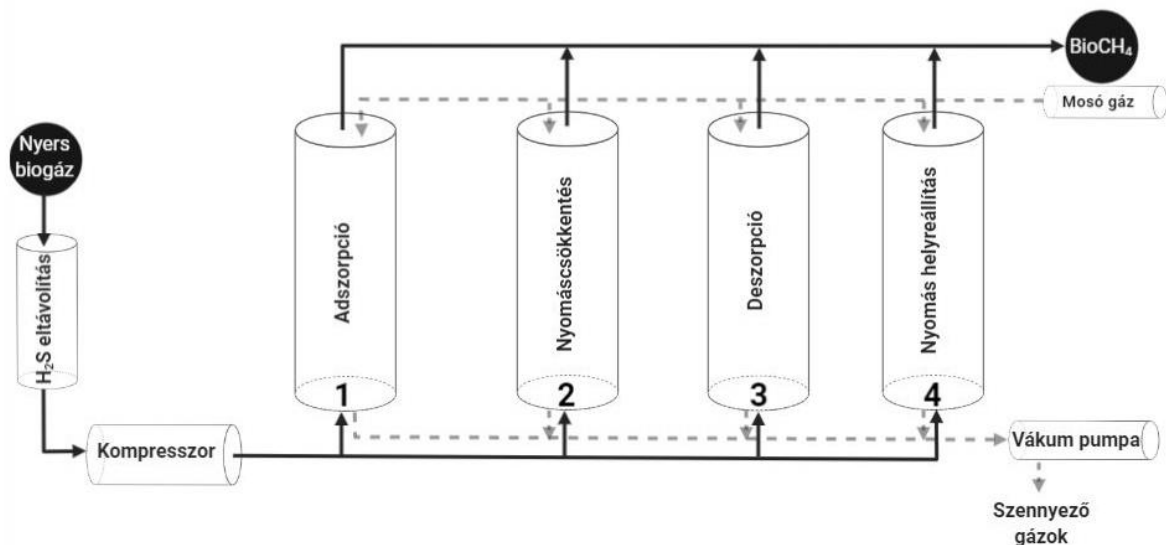 BioCH₄
Mosó gáz
Nyers
biogáz
H₂S eltávolítás
Kompresszor
Adszorpció
1
Nyomáscsökkentés
2
Deszorpció
3
Nyomás helyreállítás
4
Vákum pumpa
Szennyező
gázok